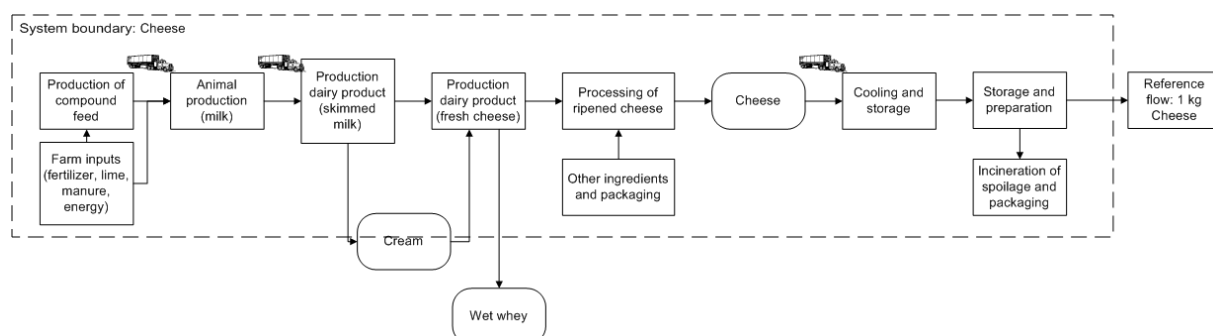 System boundary: Cheese
Production of
compound
feed
Animal
production
(milk)
Production
dairy product
(skimmed
milk)
Production
dairy product
(fresh cheese)
Processing of
ripened cheese
Cheese
Cooling and
storage
Storage and
preparation
Reference
flow: 1 kg
Cheese
Farm inputs
(fertilizer, lime,
manure,
energy)
Other ingredients
and packaging
Incineration of
spoilage and
packaging
Cream
Wet whey